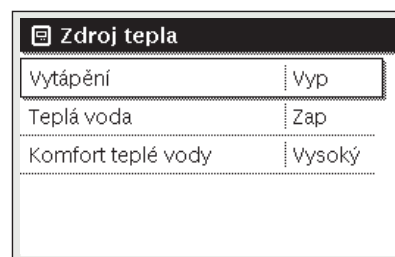 Zdroj tepla
Vytápění Vyp
Teplá voda Zap
Komfort teplé vody Vysoký